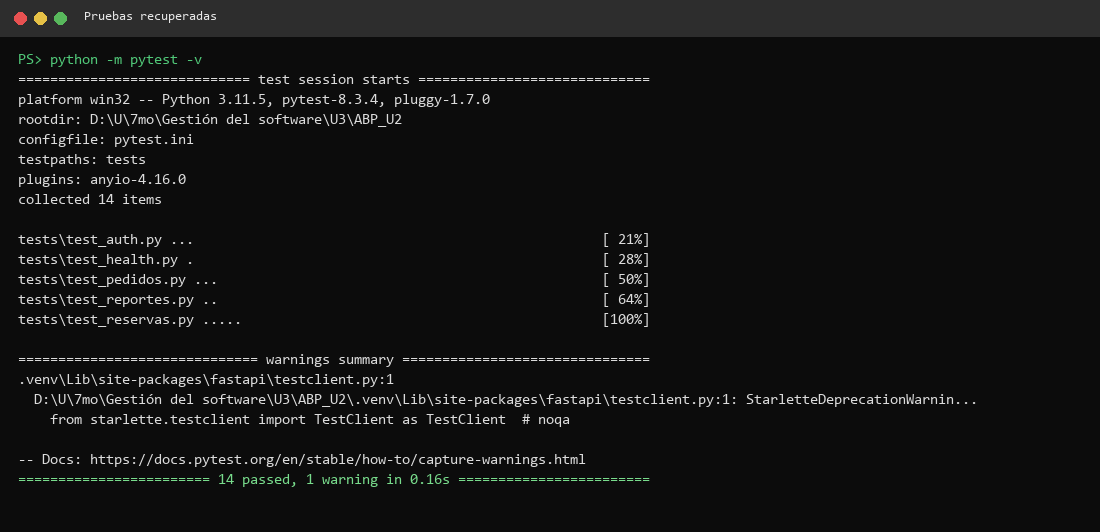 Pruebas recuperadas
PS> python -m pytest -v
============================= test session starts =============================
platform win32 -- Python 3.11.5, pytest-8.3.4, pluggy-1.7.0
rootdir: D:\U\7mo\Gestión del software\U3\ABP_U2
configfile: pytest.ini
testpaths: tests
plugins: anyio-4.16.0
collected 14 items
tests\test_auth.py ... [ 21%]
tests\test_health.py . [ 28%]
tests\test_pedidos.py ... [ 50%]
tests\test_reportes.py .. [ 64%]
tests\test_reservas.py ..... [100%]
============================== warnings summary ===============================
.venv\Lib\site-packages\fastapi\testclient.py:1
D:\U\7mo\Gestión del software\U3\ABP_U2\.venv\Lib\site-packages\fastapi\testclient.py:1: StarletteDeprecationWarnin...
from starlette.testclient import TestClient as TestClient  # noqa
-- Docs: https://docs.pytest.org/en/stable/how-to/capture-warnings.html
======================== 14 passed, 1 warning in 0.16s ========================